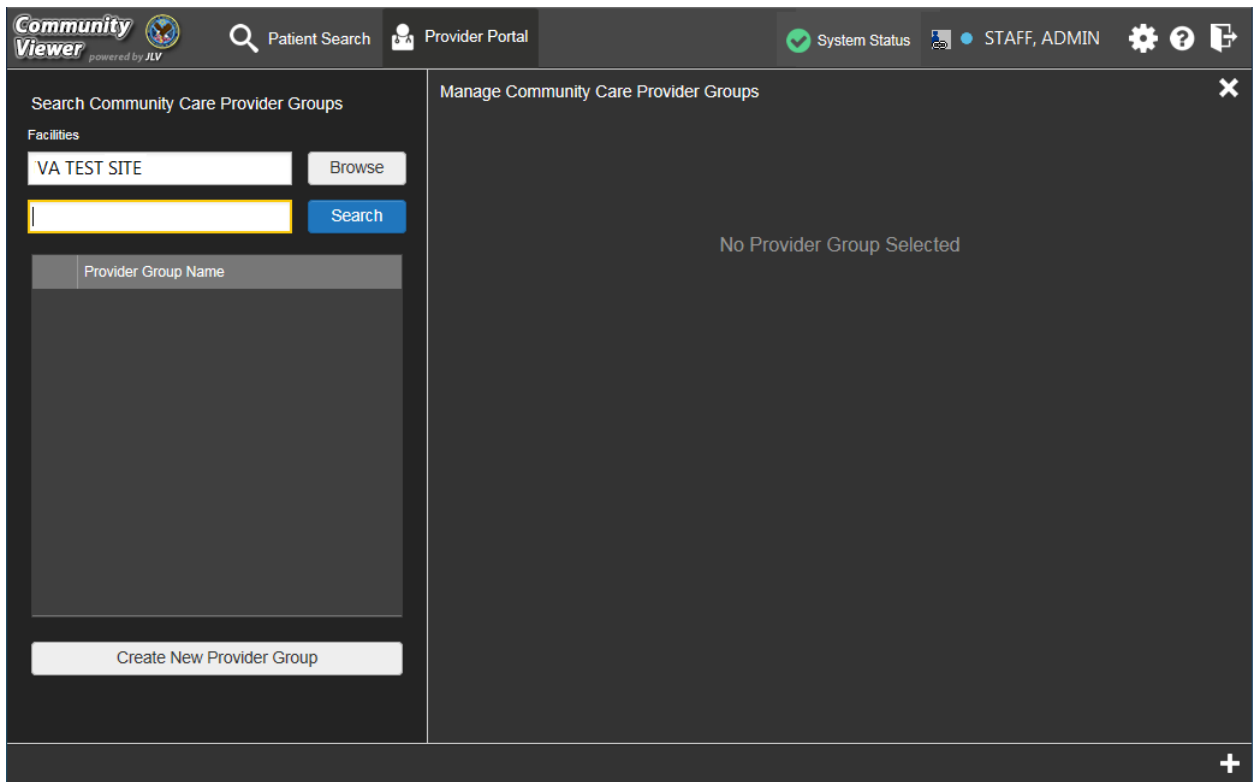 Community
Viewer powered by JLV
Patient Search
Provider Portal
System Status
STAFF, ADMIN
Search Community Care Provider Groups
Facilities
VA TEST SITE
Browse
Search
Provider Group Name
Create New Provider Group
Manage Community Care Provider Groups
No Provider Group Selected